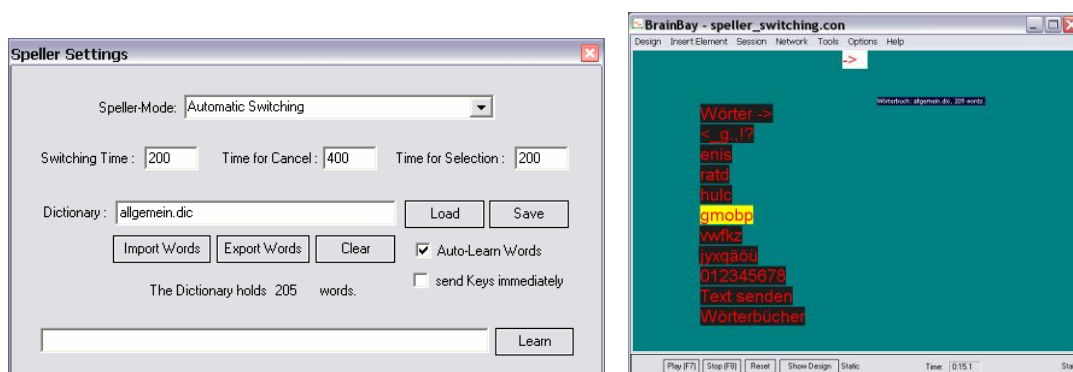 Speller Settings
Speller-Mode: Automatic Switching
Switching Time : 200 Time for Cancel : 400 Time for Selection : 200
Dictionary : allgemein.dic Load Save
Import Words Export Words Clear Auto-Learn Words
send Keys immediately
The Dictionary holds 205 words.
Learn
BrainBay - speller_switching.con
Design Insert Element Session Network Tools Options Help
->
Wörterbuch: allgemein.dic, 205 words.
Wörter ->
<_g.,!?
enis
ratd
hulc
gmobp
vwfkz
jyxqäöü
012345678
Text senden
Wörterbücher
Play (F7) Stop (F8) Reset Show Design Static Time: 0:15.1 Sta